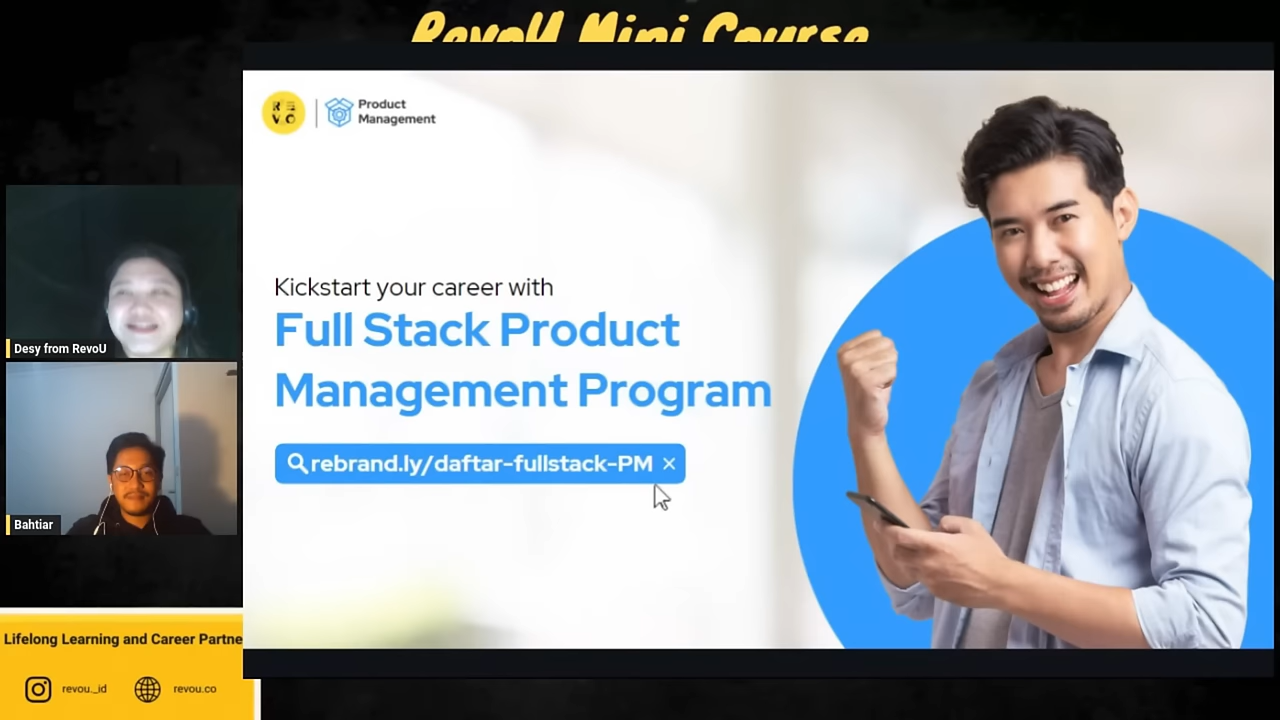 RevoU Mini Course
REVO
Product
Management
Kickstart your career with
Full Stack Product
Management Program
rebrand.ly/daftar-fullstack-PM
Desy from RevoU
Bahtiar
Lifelong Learning and Career Partne
revou_id
revou.co